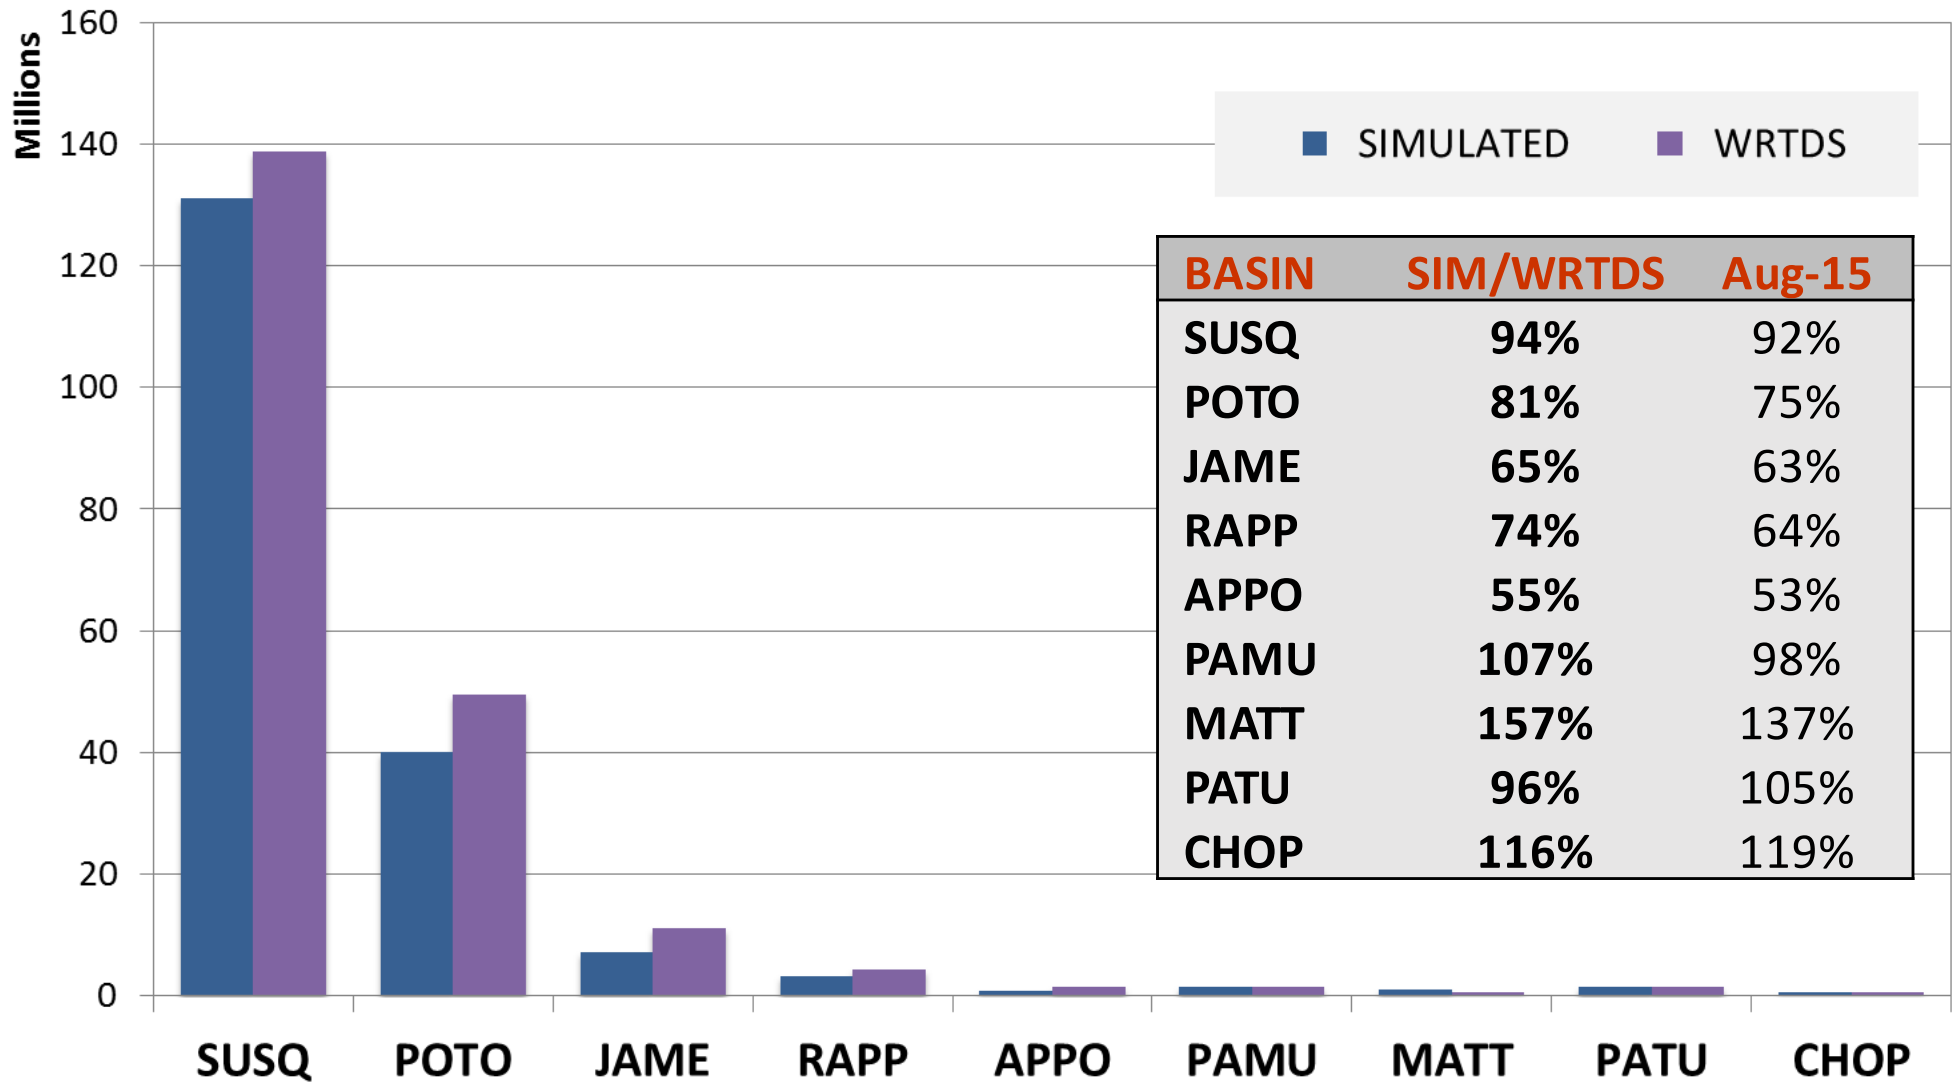 Millions
160
140
120
100
80
60
40
20
0
SIMULATED WRTDS
BASIN SIM/WRTDS Aug-15
SUSQ 94% 92%
POTO 81% 75%
JAME 65% 63%
RAPP 74% 64%
APPO 55% 53%
PAMU 107% 98%
MATT 157% 137%
PATU 96% 105%
CHOP 116% 119%
SUSQ POTO JAME RAPP APPO PAMU MATT PATU CHOP